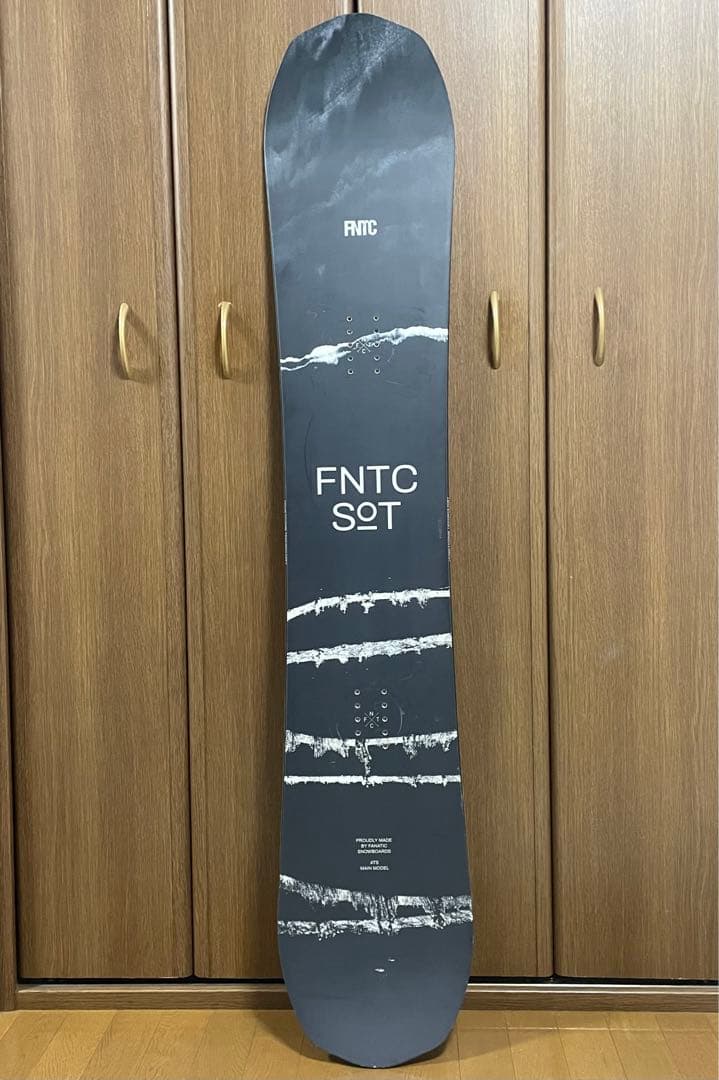 FNTC
FNTC
SoT
N
F T
C
PROUDLY MADE
BY FANATIC
SNOWBOARDS
MAIN MODEL